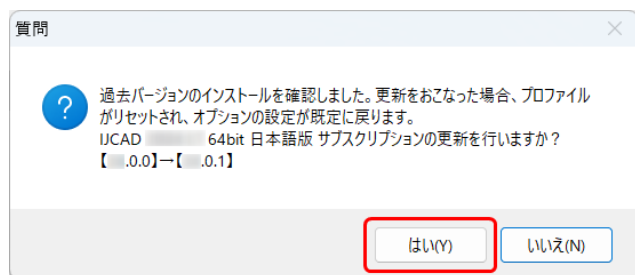 質問
過去バージョンのインストールを確認しました。更新をおこなった場合、プロファイル
がリセットされ、オプションの設定が既定に戻ります。
IJCAD 64bit 日本語版 サブスクリプションの更新を行いますか？
【 .0.0】→【 .0.1】
はい(Y) いいえ(N)